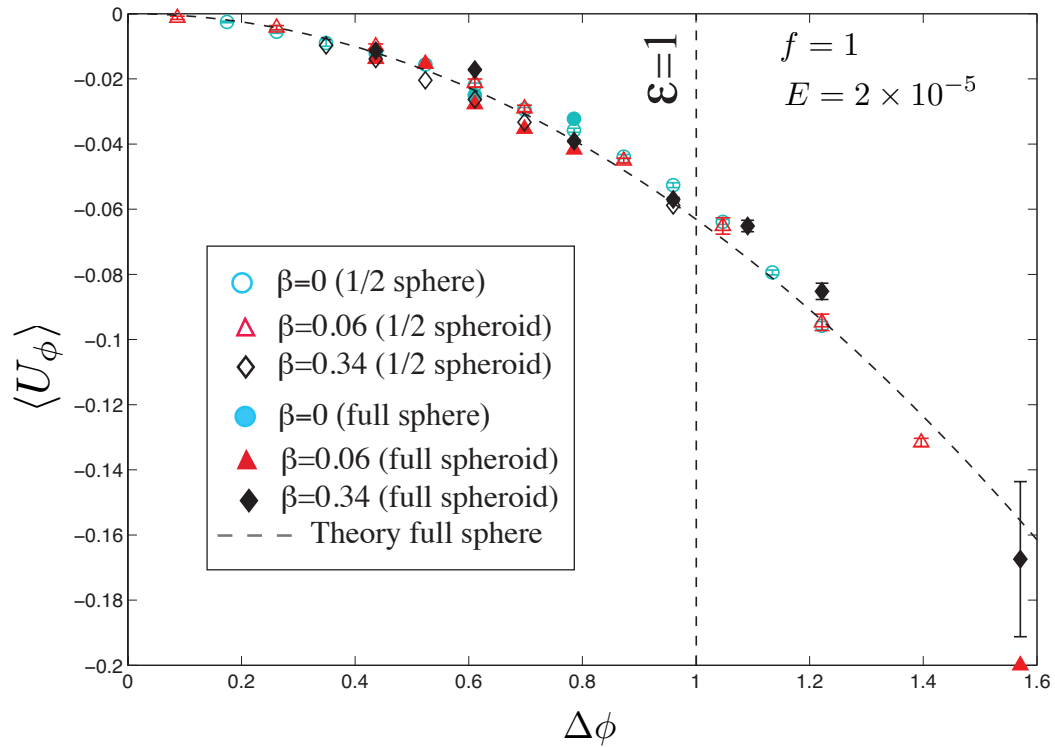 0
−0.02
−0.04
−0.06
−0.08
−0.1
−0.12
−0.14
−0.16
−0.18
−0.2
⟨U_ϕ⟩
ε=1
f = 1
E = 2 × 10⁻⁵
β=0 (1/2 sphere)
β=0.06 (1/2 spheroid)
β=0.34 (1/2 spheroid)
β=0 (full sphere)
β=0.06 (full spheroid)
β=0.34 (full spheroid)
Theory full sphere
0 0.2 0.4 0.6 0.8 1 1.2 1.4 1.6
Δϕ